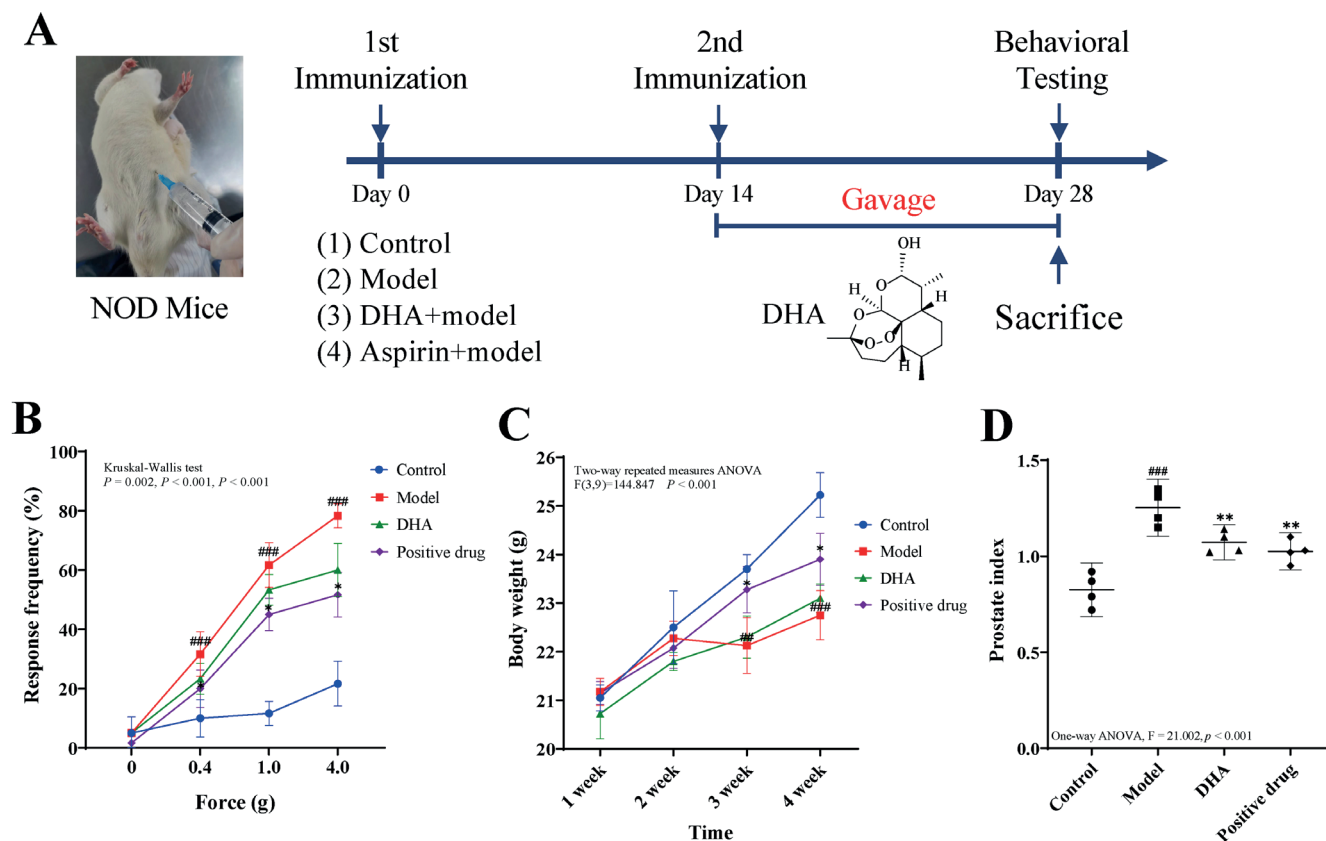 A
1st
Immunization
2nd
Immunization
Behavioral
Testing
Day 0
Day 14
Day 28
Gavage
NOD Mice
(1) Control
(2) Model
(3) DHA+model
(4) Aspirin+model
DHA
OH
O
H
O
O
O
H
H
Sacrifice
B
Kruskal-Wallis test
P = 0.002, P < 0.001, P < 0.001
Response frequency (%)
100
80
60
40
20
0
0
0.4
1.0
4.0
Force (g)
###
###
###
*
*
*
Control
Model
DHA
Positive drug
C
Two-way repeated measures ANOVA
F(3,9)=144.847 P < 0.001
Body weight (g)
26
25
24
23
22
21
20
1 week
2 week
3 week
4 week
Time
*
*
##
###
Control
Model
DHA
Positive drug
D
Prostate index
1.5
1.0
0.5
0.0
###
**
**
One-way ANOVA, F = 21.002, p < 0.001
Control
Model
DHA
Positive drug